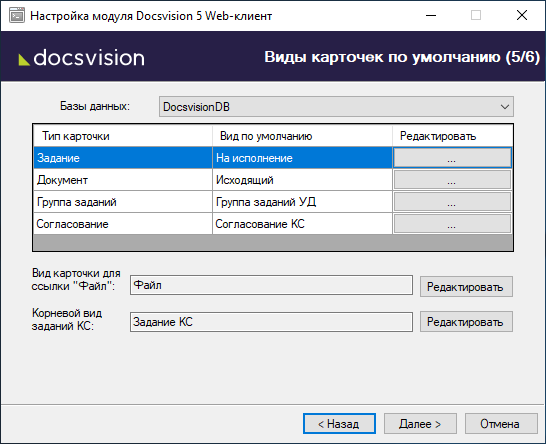 Настройка модуля Docsvision 5 Web-клиент
docsvision
Виды карточек по умолчанию (5/6)
Базы данных: DocsvisionDB
Тип карточки Вид по умолчанию Редактировать
Задание На исполнение ...
Документ Исходящий ...
Группа заданий Группа заданий УД ...
Согласование Согласование КС ...
Вид карточки для
ссылки "Файл": Файл Редактировать
Корневой вид
заданий КС: Задание КС Редактировать
< Назад Далее > Отмена